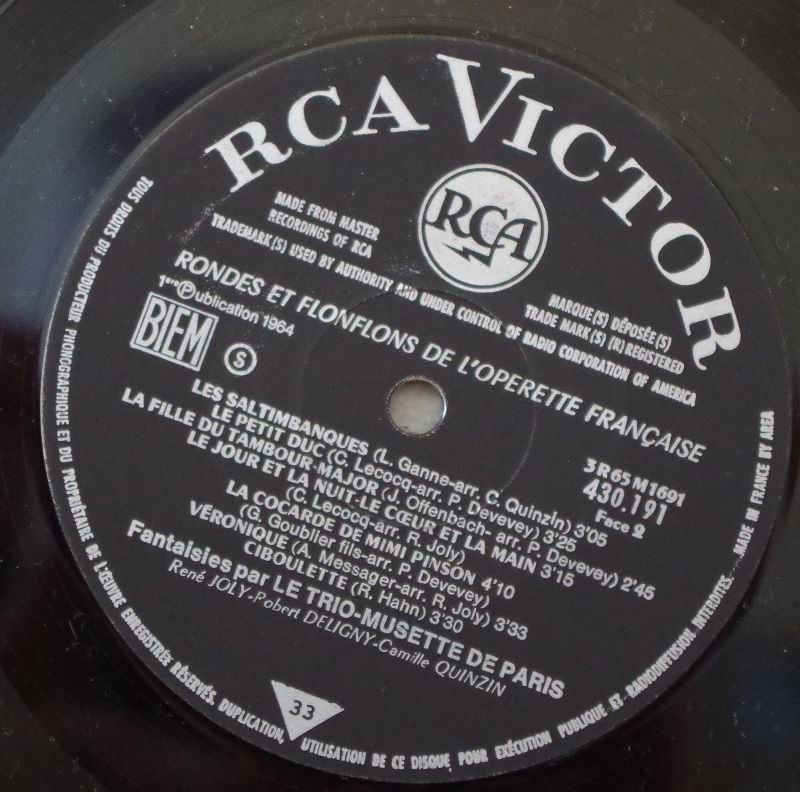 RCA VICTOR
RCA
MADE FROM MASTER
RECORDINGS OF RCA
TRADEMARK(S) USED BY AUTHORITY AND UNDER CONTROL OF RADIO CORPORATION OF AMERICA
MARQUE(S) DÉPOSÉE(S)
TRADE MARK(S) (R) REGISTERED
RONDES ET FLONFLONS DE L'OPERETTE FRANÇAISE
1ère ℗ublication 1964
BIEM
S
3 R 65 M 1691
430.191
Face 2
LES SALTIMBANQUES (L. Ganne-arr. C. Quinzin) 3'05
LE PETIT DUC (C. Lecocq-arr. P. Devevey) 3'25
LA FILLE DU TAMBOUR-MAJOR (J. Offenbach- arr. P. Devevey) 2'45
LE JOUR ET LA NUIT-LE CŒUR ET LA MAIN 3'15
(C. Lecocq-arr. R. Joly)
LA COCARDE DE MIMI PINSON 4'10
(G. Goublier fils-arr. P. Devevey)
VÉRONIQUE (A. Messager-arr. R. Joly) 3'33
CIBOULETTE (R. Hahn) 3'30
Fantaisies par LE TRIO-MUSETTE DE PARIS
René JOLY-Pobert DELIGNY-Camille QUINZIN
33
TOUS DROITS DU PRODUCTEUR PHONOGRAPHIQUE ET DU PROPRIÉTAIRE DE L'ŒUVRE ENREGISTRÉE RÉSERVÉS. DUPLICATION, UTILISATION DE CE DISQUE POUR EXÉCUTION PUBLIQUE ET RADIODIFFUSION INTERDITES. MADE IN FRANCE BY AREA